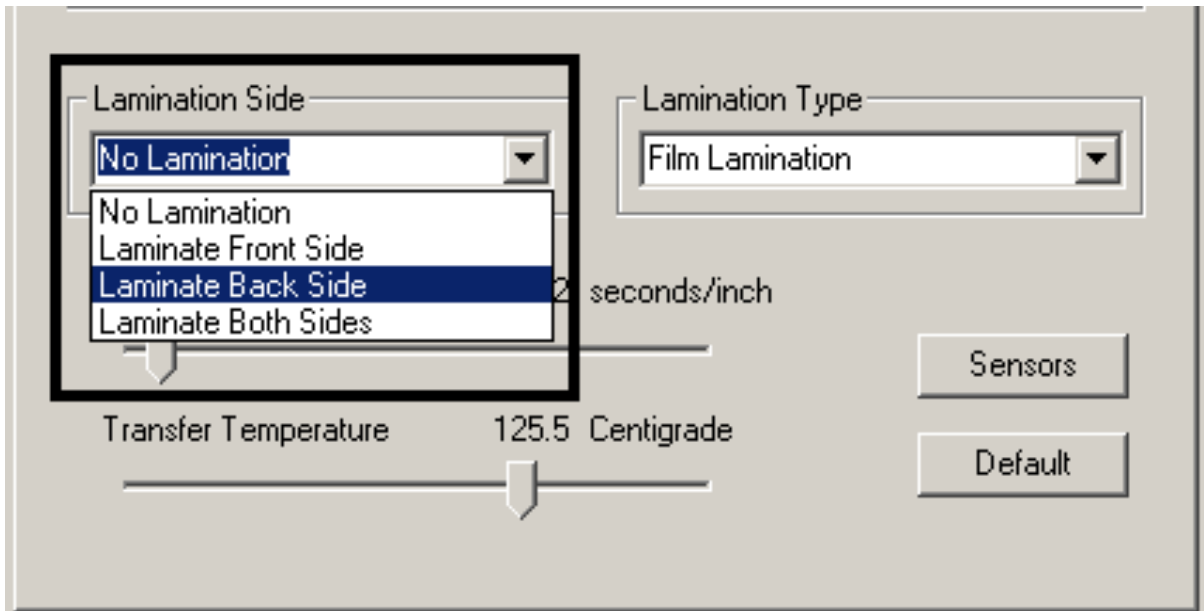 Lamination Side
Lamination Type
No Lamination
Film Lamination
No Lamination
Laminate Front Side
Laminate Back Side
seconds/inch
Laminate Both Sides
Sensors
Transfer Temperature 125.5 Centigrade
Default